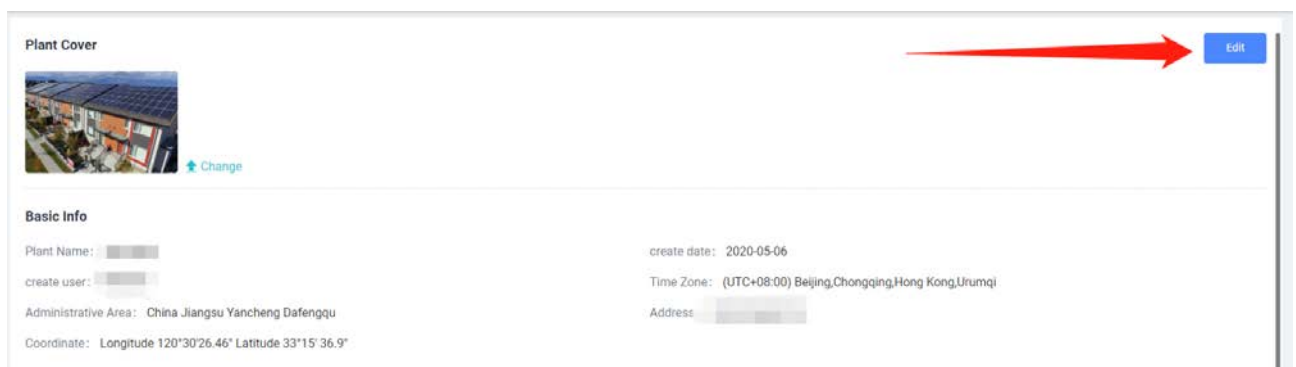 Plant Cover
Edit
Change
Basic Info
Plant Name:
create date: 2020-05-06
create user:
Time Zone: (UTC+08:00) Beijing,Chongqing,Hong Kong,Urumqi
Administrative Area: China Jiangsu Yancheng Dafengqu
Address
Coordinate: Longitude 120°30'26.46" Latitude 33°15' 36.9"